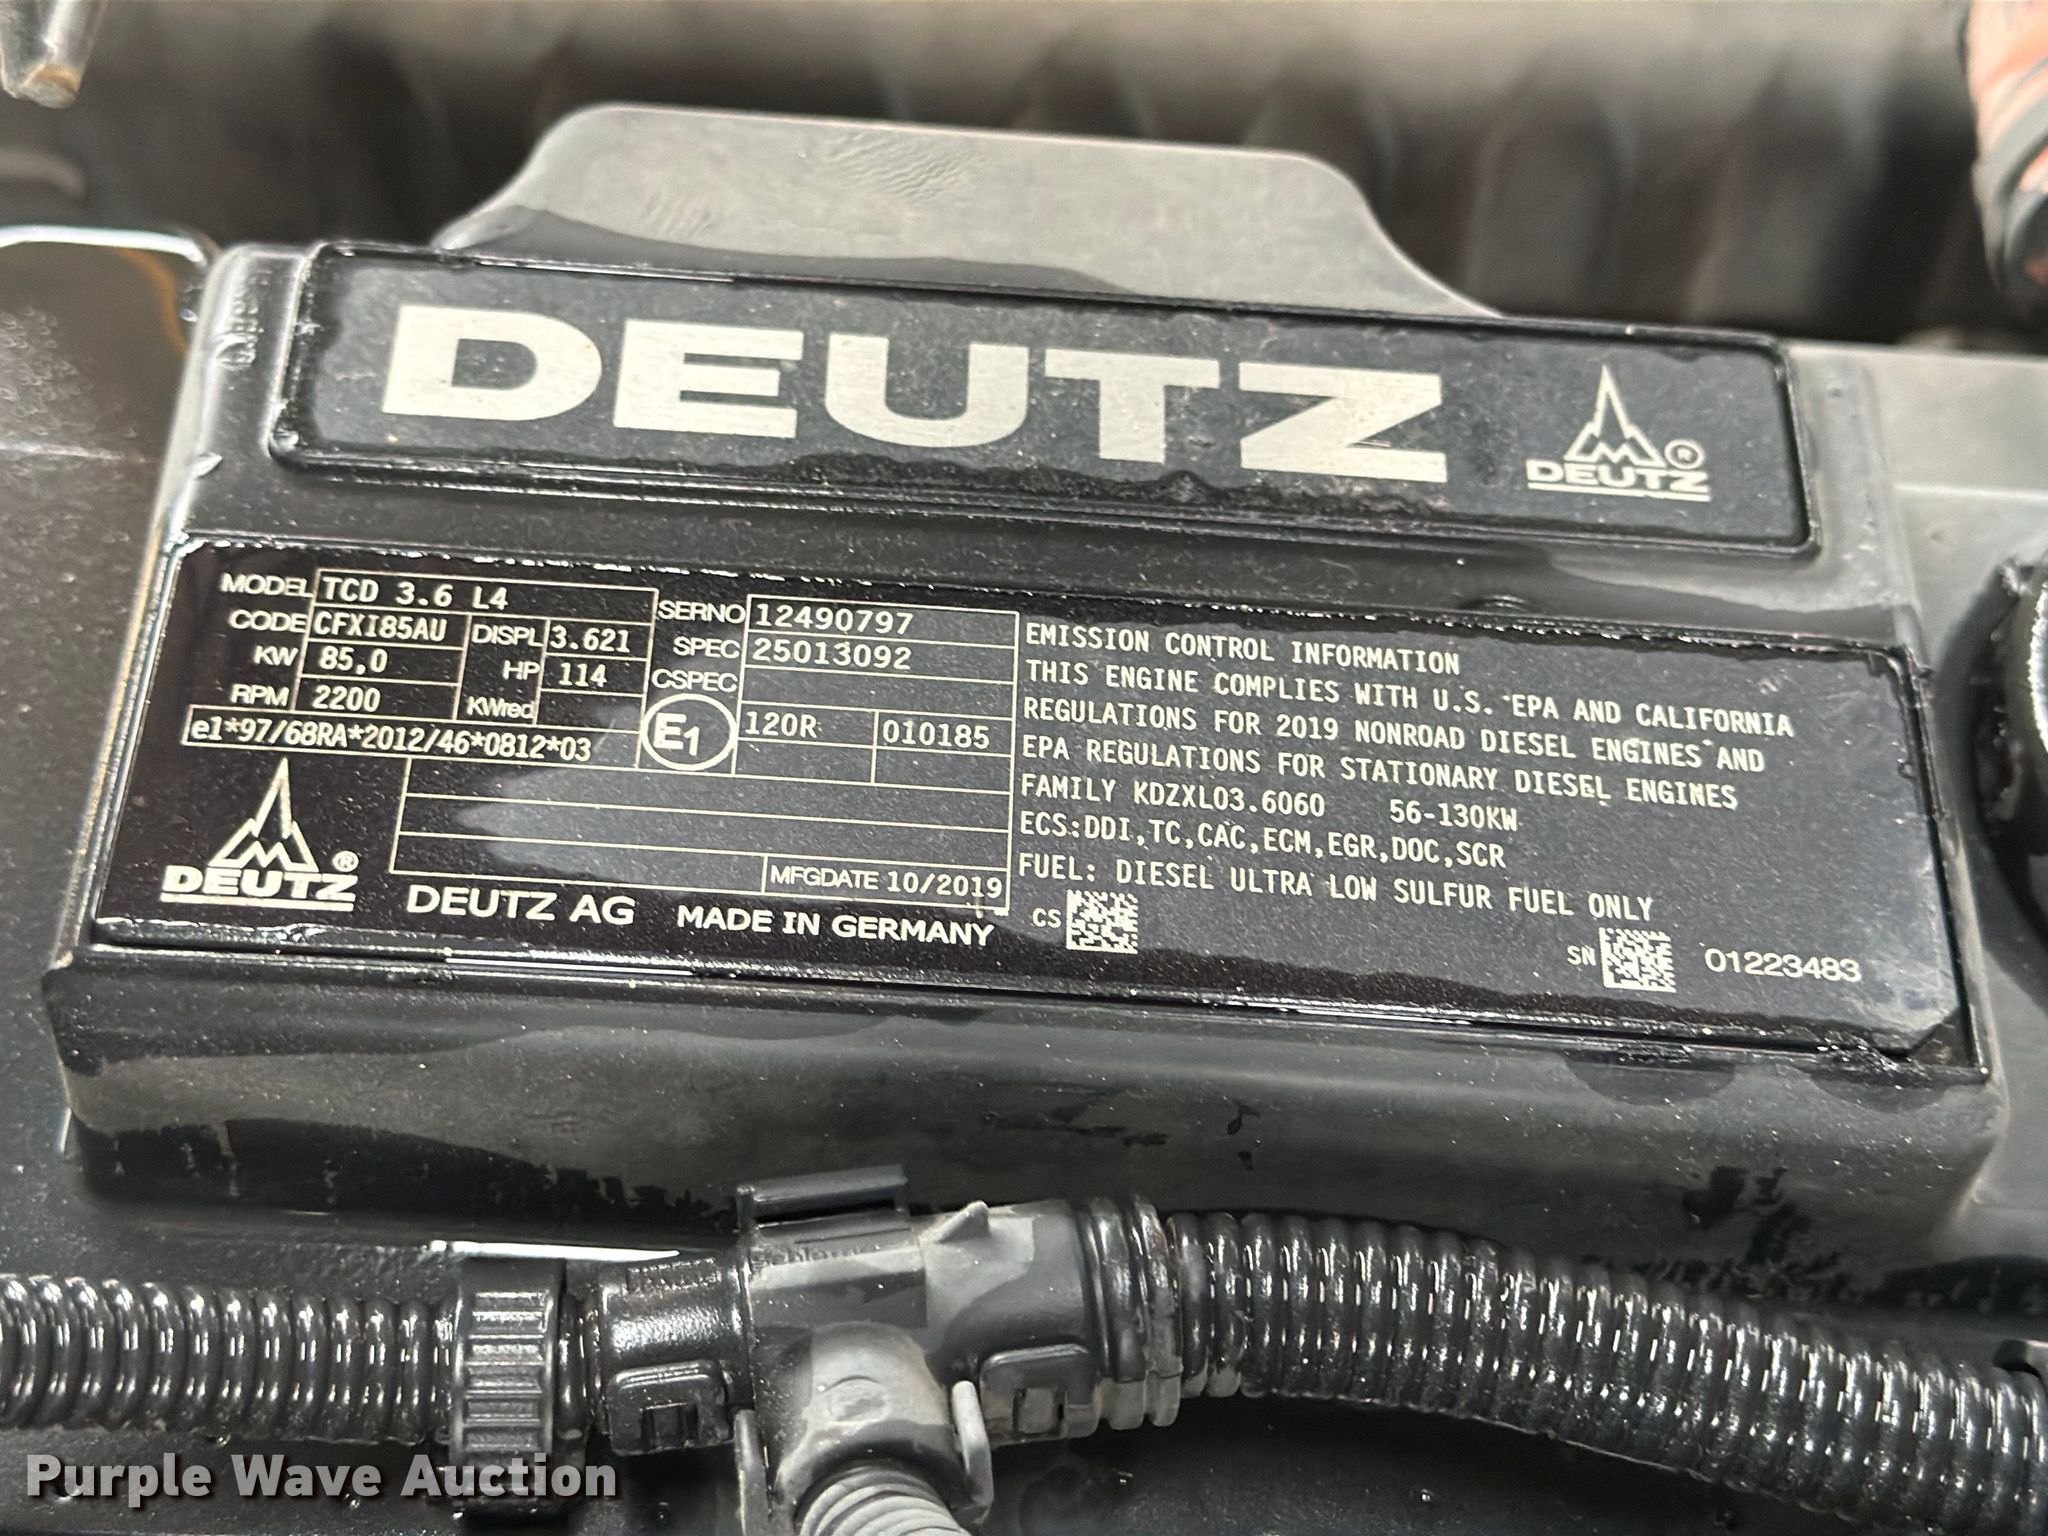 DEUTZ
DEUTZ ®
MODEL TCD 3.6 L4
CODE CFXI85AU DISPL 3.621
KW 85,0 HP 114
RPM 2200 KWred
e1*97/68RA*2012/46*0812*03
SERNO 12490797
SPEC 25013092
CSPEC
E1 120R 010185
MFGDATE 10/2019
DEUTZ ®
DEUTZ AG MADE IN GERMANY
EMISSION CONTROL INFORMATION
THIS ENGINE COMPLIES WITH U.S. EPA AND CALIFORNIA
REGULATIONS FOR 2019 NONROAD DIESEL ENGINES AND
EPA REGULATIONS FOR STATIONARY DIESEL ENGINES
FAMILY KDZXL03.6060 56-130KW
ECS:DDI,TC,CAC,ECM,EGR,DOC,SCR
FUEL: DIESEL ULTRA LOW SULFUR FUEL ONLY
CS
SN 01223483
Purple Wave Auction